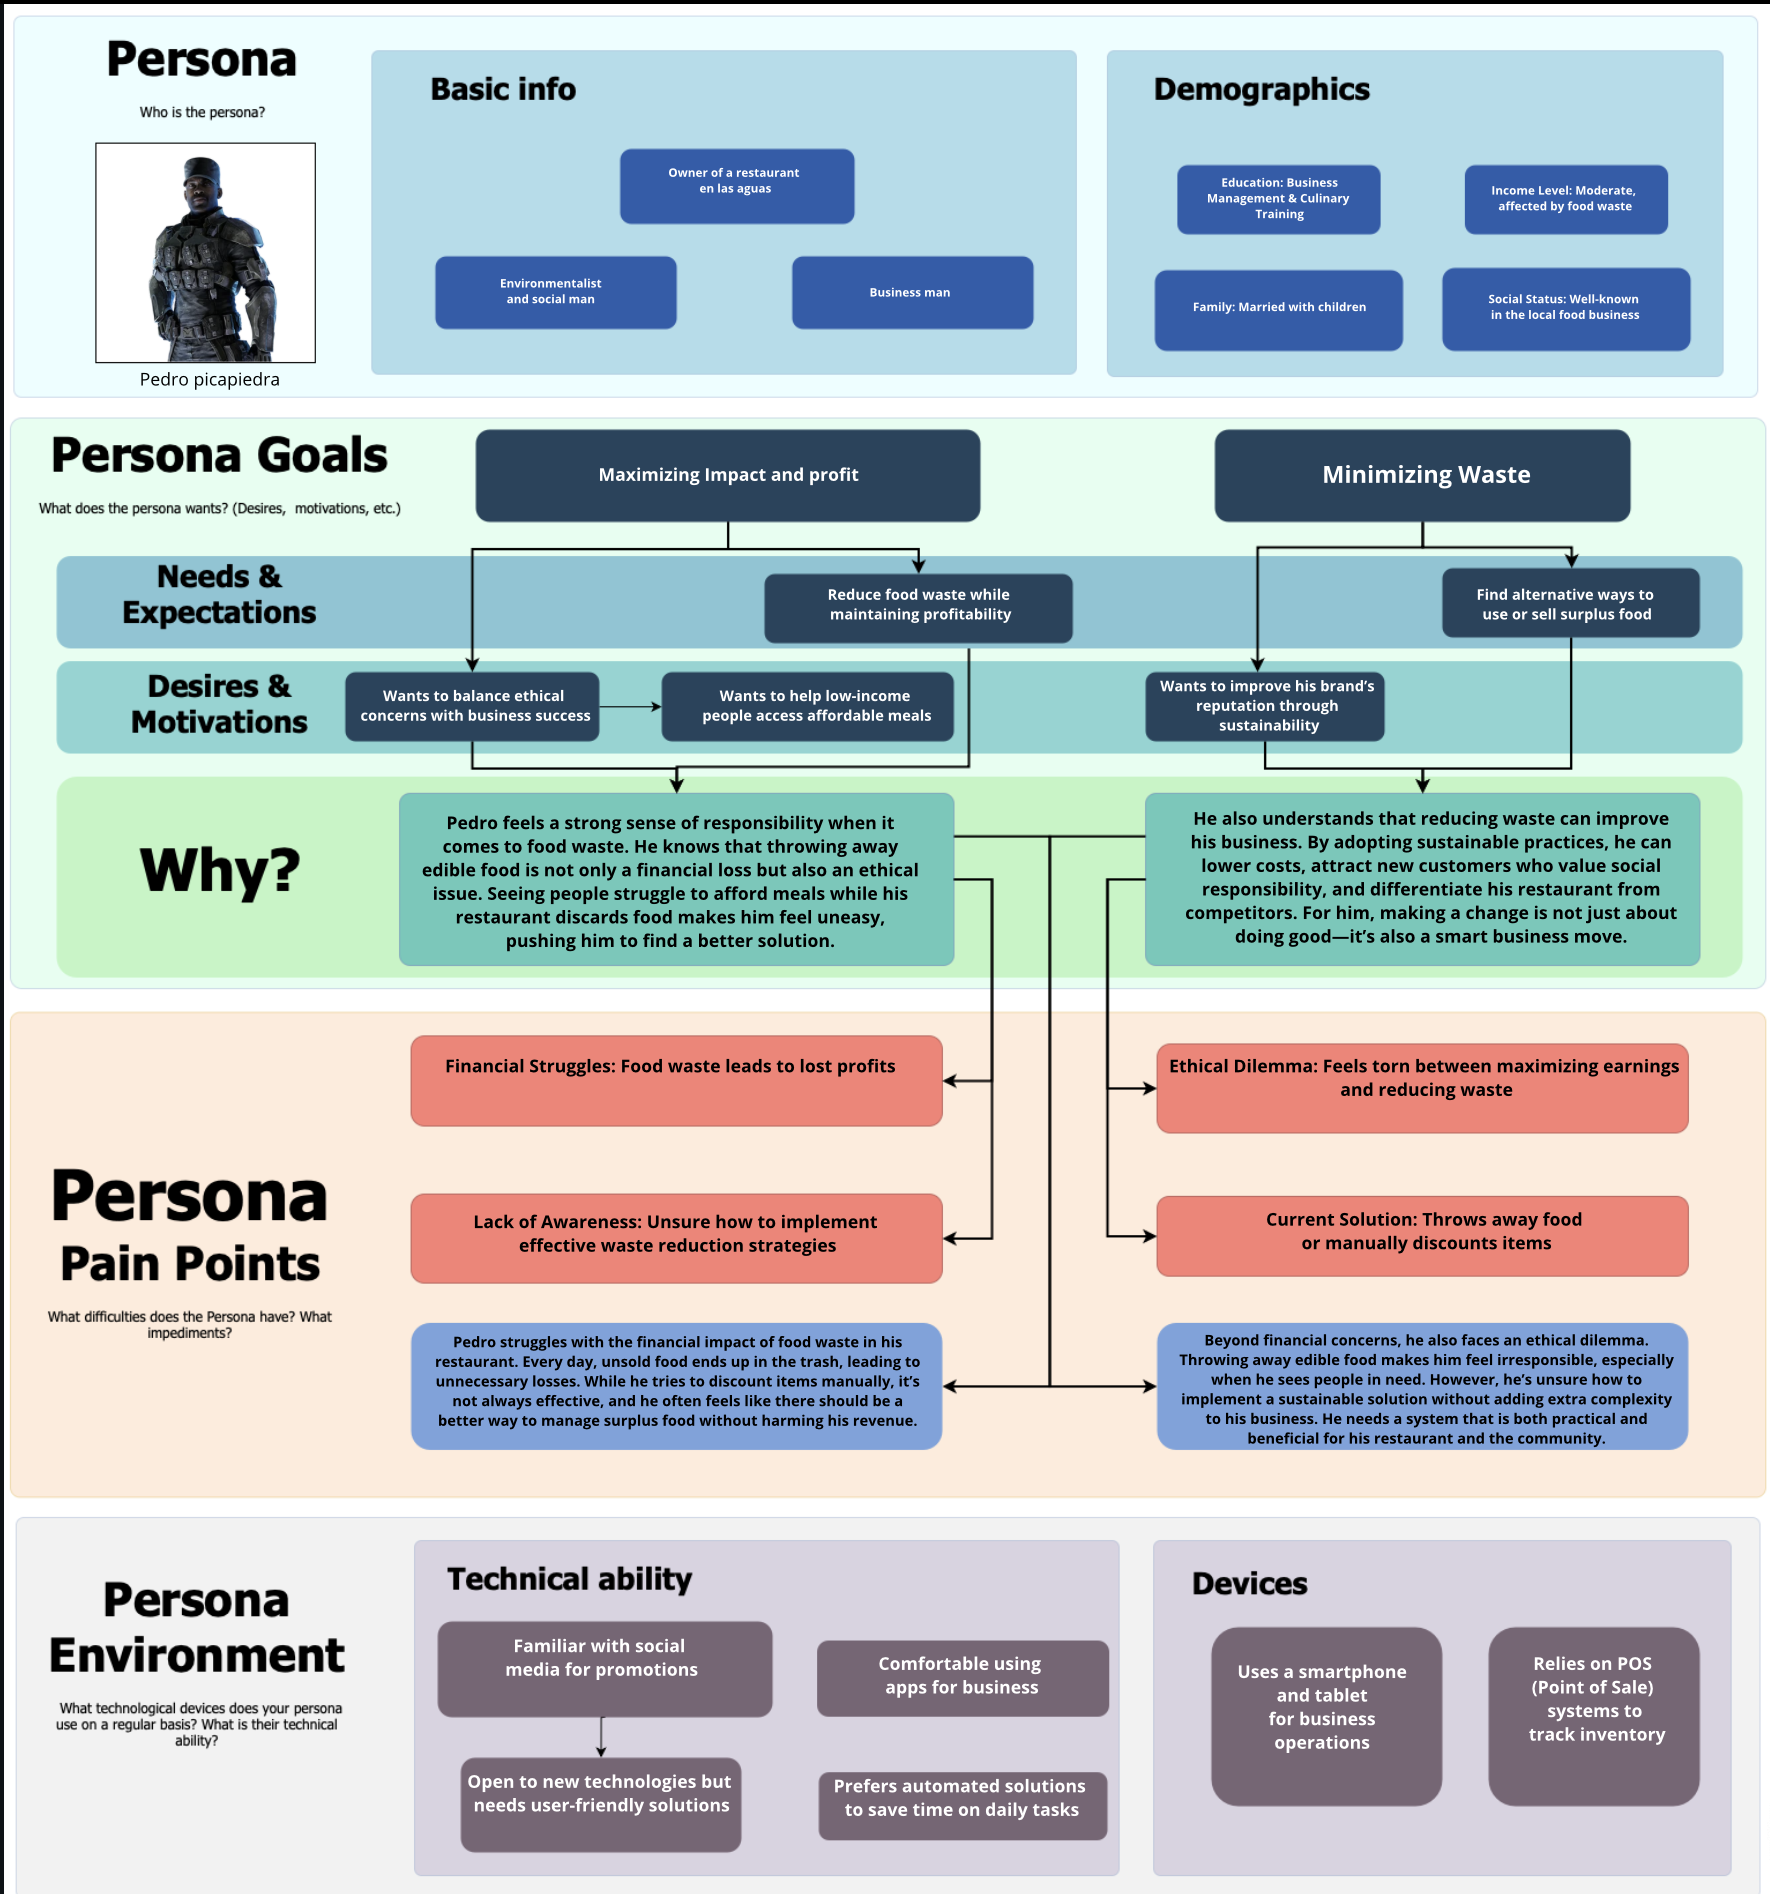 Persona
Who is the persona?
Pedro picapiedra
Basic info
Owner of a restaurant
en las aguas
Environmentalist
and social man
Business man
Demographics
Education: Business
Management & Culinary
Training
Income Level: Moderate,
affected by food waste
Family: Married with children
Social Status: Well-known
in the local food business
Persona Goals
What does the persona wants? (Desires, motivations, etc.)
Maximizing Impact and profit
Minimizing Waste
Needs &
Expectations
Reduce food waste while
maintaining profitability
Find alternative ways to
use or sell surplus food
Desires &
Motivations
Wants to balance ethical
concerns with business success
Wants to help low-income
people access affordable meals
Wants to improve his brand’s
reputation through
sustainability
Why?
Pedro feels a strong sense of responsibility when it
comes to food waste. He knows that throwing away
edible food is not only a financial loss but also an ethical
issue. Seeing people struggle to afford meals while his
restaurant discards food makes him feel uneasy,
pushing him to find a better solution.
He also understands that reducing waste can improve
his business. By adopting sustainable practices, he can
lower costs, attract new customers who value social
responsibility, and differentiate his restaurant from
competitors. For him, making a change is not just about
doing good—it’s also a smart business move.
Persona
Pain Points
What difficulties does the Persona have? What
impediments?
Financial Struggles: Food waste leads to lost profits
Ethical Dilemma: Feels torn between maximizing earnings
and reducing waste
Lack of Awareness: Unsure how to implement
effective waste reduction strategies
Current Solution: Throws away food
or manually discounts items
Pedro struggles with the financial impact of food waste in his
restaurant. Every day, unsold food ends up in the trash, leading to
unnecessary losses. While he tries to discount items manually, it’s
not always effective, and he often feels like there should be a
better way to manage surplus food without harming his revenue.
Beyond financial concerns, he also faces an ethical dilemma.
Throwing away edible food makes him feel irresponsible, especially
when he sees people in need. However, he’s unsure how to
implement a sustainable solution without adding extra complexity
to his business. He needs a system that is both practical and
beneficial for his restaurant and the community.
Persona
Environment
What technological devices does your persona
use on a regular basis? What is their technical
ability?
Technical ability
Familiar with social
media for promotions
Comfortable using
apps for business
Open to new technologies but
needs user-friendly solutions
Prefers automated solutions
to save time on daily tasks
Devices
Uses a smartphone
and tablet
for business
operations
Relies on POS
(Point of Sale)
systems to
track inventory